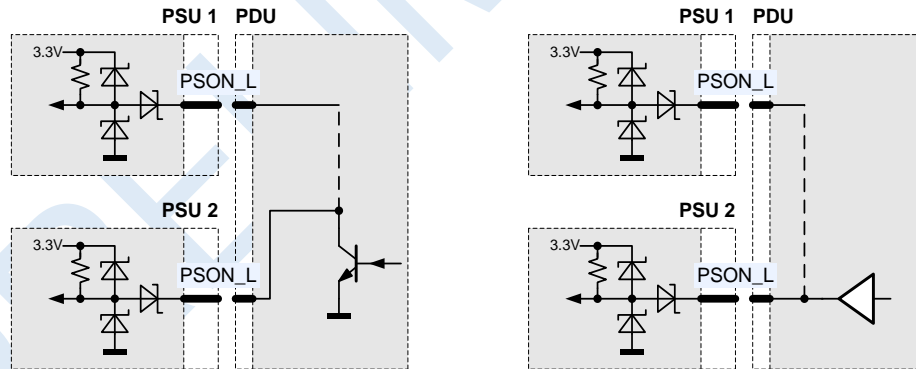 PSU 1 PDU PSU 1 PDU
3.3V 3.3V
PSON_L PSON_L
PSU 2 PSU 2
3.3V 3.3V
PSON_L PSON_L